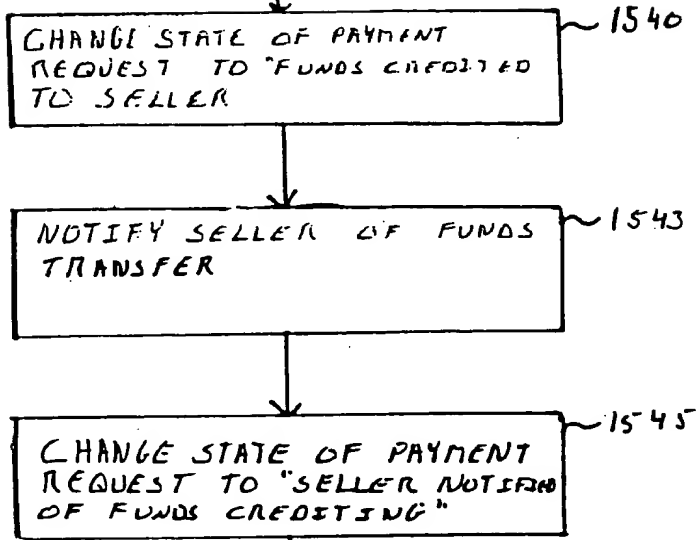 CHANGE STATE OF PAYMENT
REQUEST TO "FUNDS CREDITED
TO SELLER
1540
NOTIFY SELLER OF FUNDS
TRANSFER
1543
CHANGE STATE OF PAYMENT
REQUEST TO "SELLER NOTIFIED
OF FUNDS CREDITING"
1545